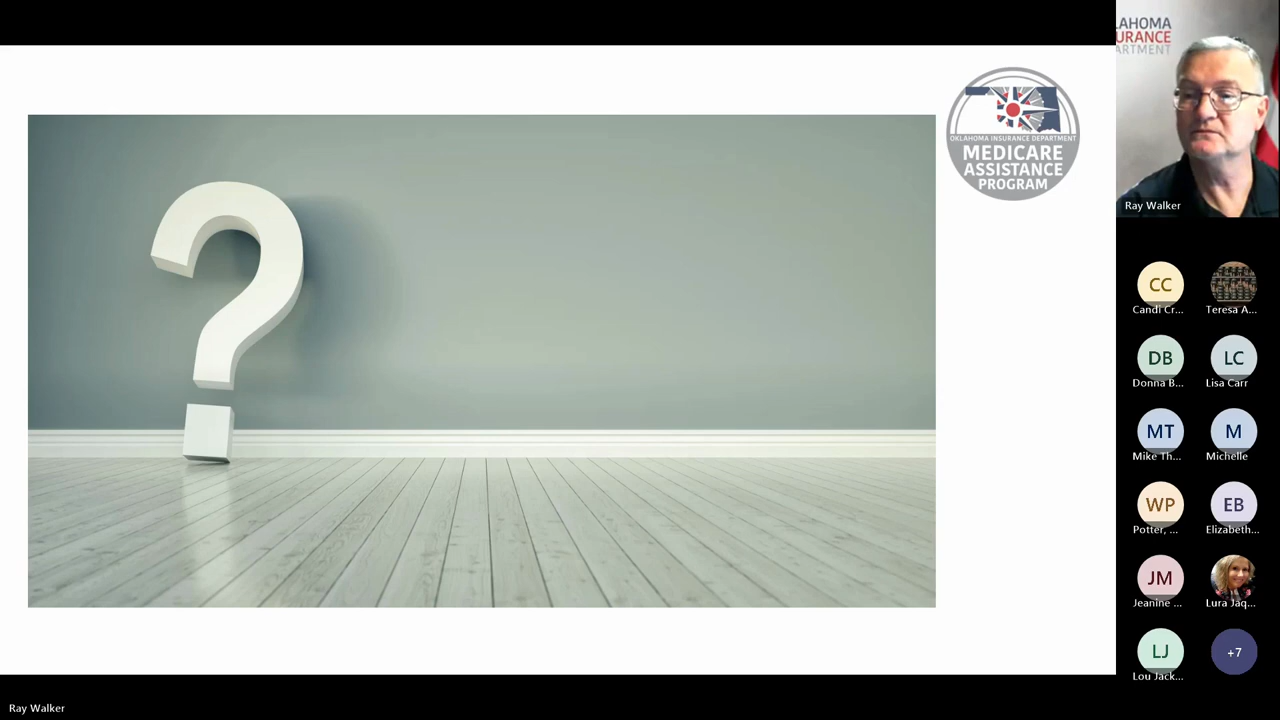 OKLAHOMA INSURANCE DEPARTMENT
MEDICARE
ASSISTANCE
PROGRAM
LAHOMA
URANCE
ARTMENT
Ray Walker
CC
Candi Cr...
Teresa A...
DB
Donna B...
LC
Lisa Carr
MT
Mike Th...
M
Michelle
WP
Potter, ...
EB
Elizabeth...
JM
Jeanine ...
Lura Jaq...
LJ
Lou Jack...
+7
Ray Walker